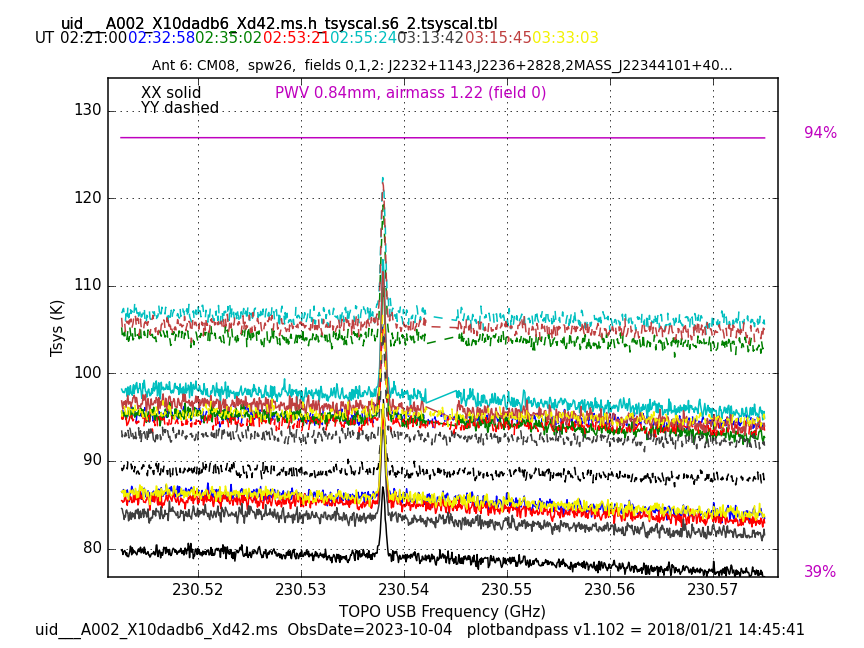 uid___A002_X10dadb6_Xd42.ms.h_tsyscal.s6_2.tsyscal.tbl
UT 02:21:00 02:32:58 02:35:02 02:53:21 02:55:24 03:13:42 03:15:45 03:33:03
Ant 6: CM08,  spw26,  fields 0,1,2: J2232+1143,J2236+2828,2MASS_J22344101+40...
XX solid
YY dashed
PWV 0.84mm, airmass 1.22 (field 0)
94%
39%
130
120
110
100
90
80
Tsys (K)
230.52 230.53 230.54 230.55 230.56 230.57
TOPO USB Frequency (GHz)
uid___A002_X10dadb6_Xd42.ms  ObsDate=2023-10-04   plotbandpass v1.102 = 2018/01/21 14:45:41